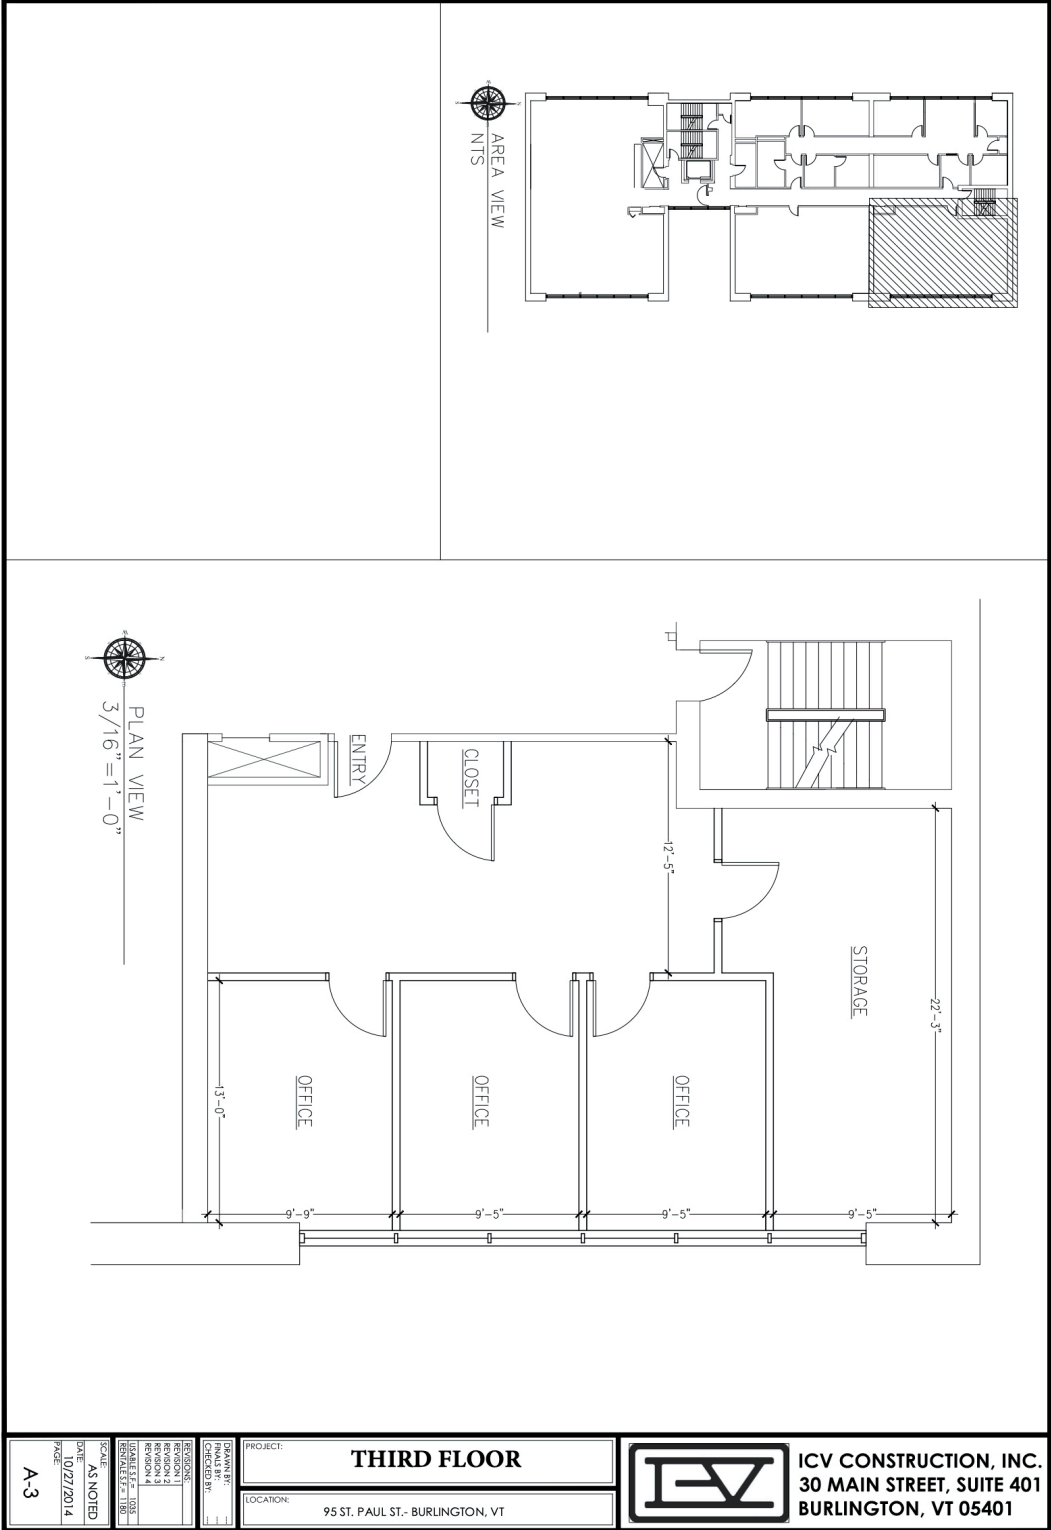 AREA VIEW
NTS
PLAN VIEW
3/16"=1'-0"
ENTRY
CLOSET
12'-5"
STORAGE
22'-3"
13'-0"
OFFICE
OFFICE
OFFICE
9'-9"
9'-5"
9'-5"
9'-5"
SCALE:
AS NOTED
DATE:
10/27/2014
PAGE:
A-3
REVISIONS:
REVISION 1
REVISION 2
REVISION 3
REVISION 4
USABLE S.F.= 1035
RENTALE S.F.= 1180
DRAWN BY:
FINALS BY:
CHECKED BY:
PROJECT:
THIRD FLOOR
LOCATION:
95 ST. PAUL ST.- BURLINGTON, VT
ICV
ICV CONSTRUCTION, INC.
30 MAIN STREET, SUITE 401
BURLINGTON, VT 05401